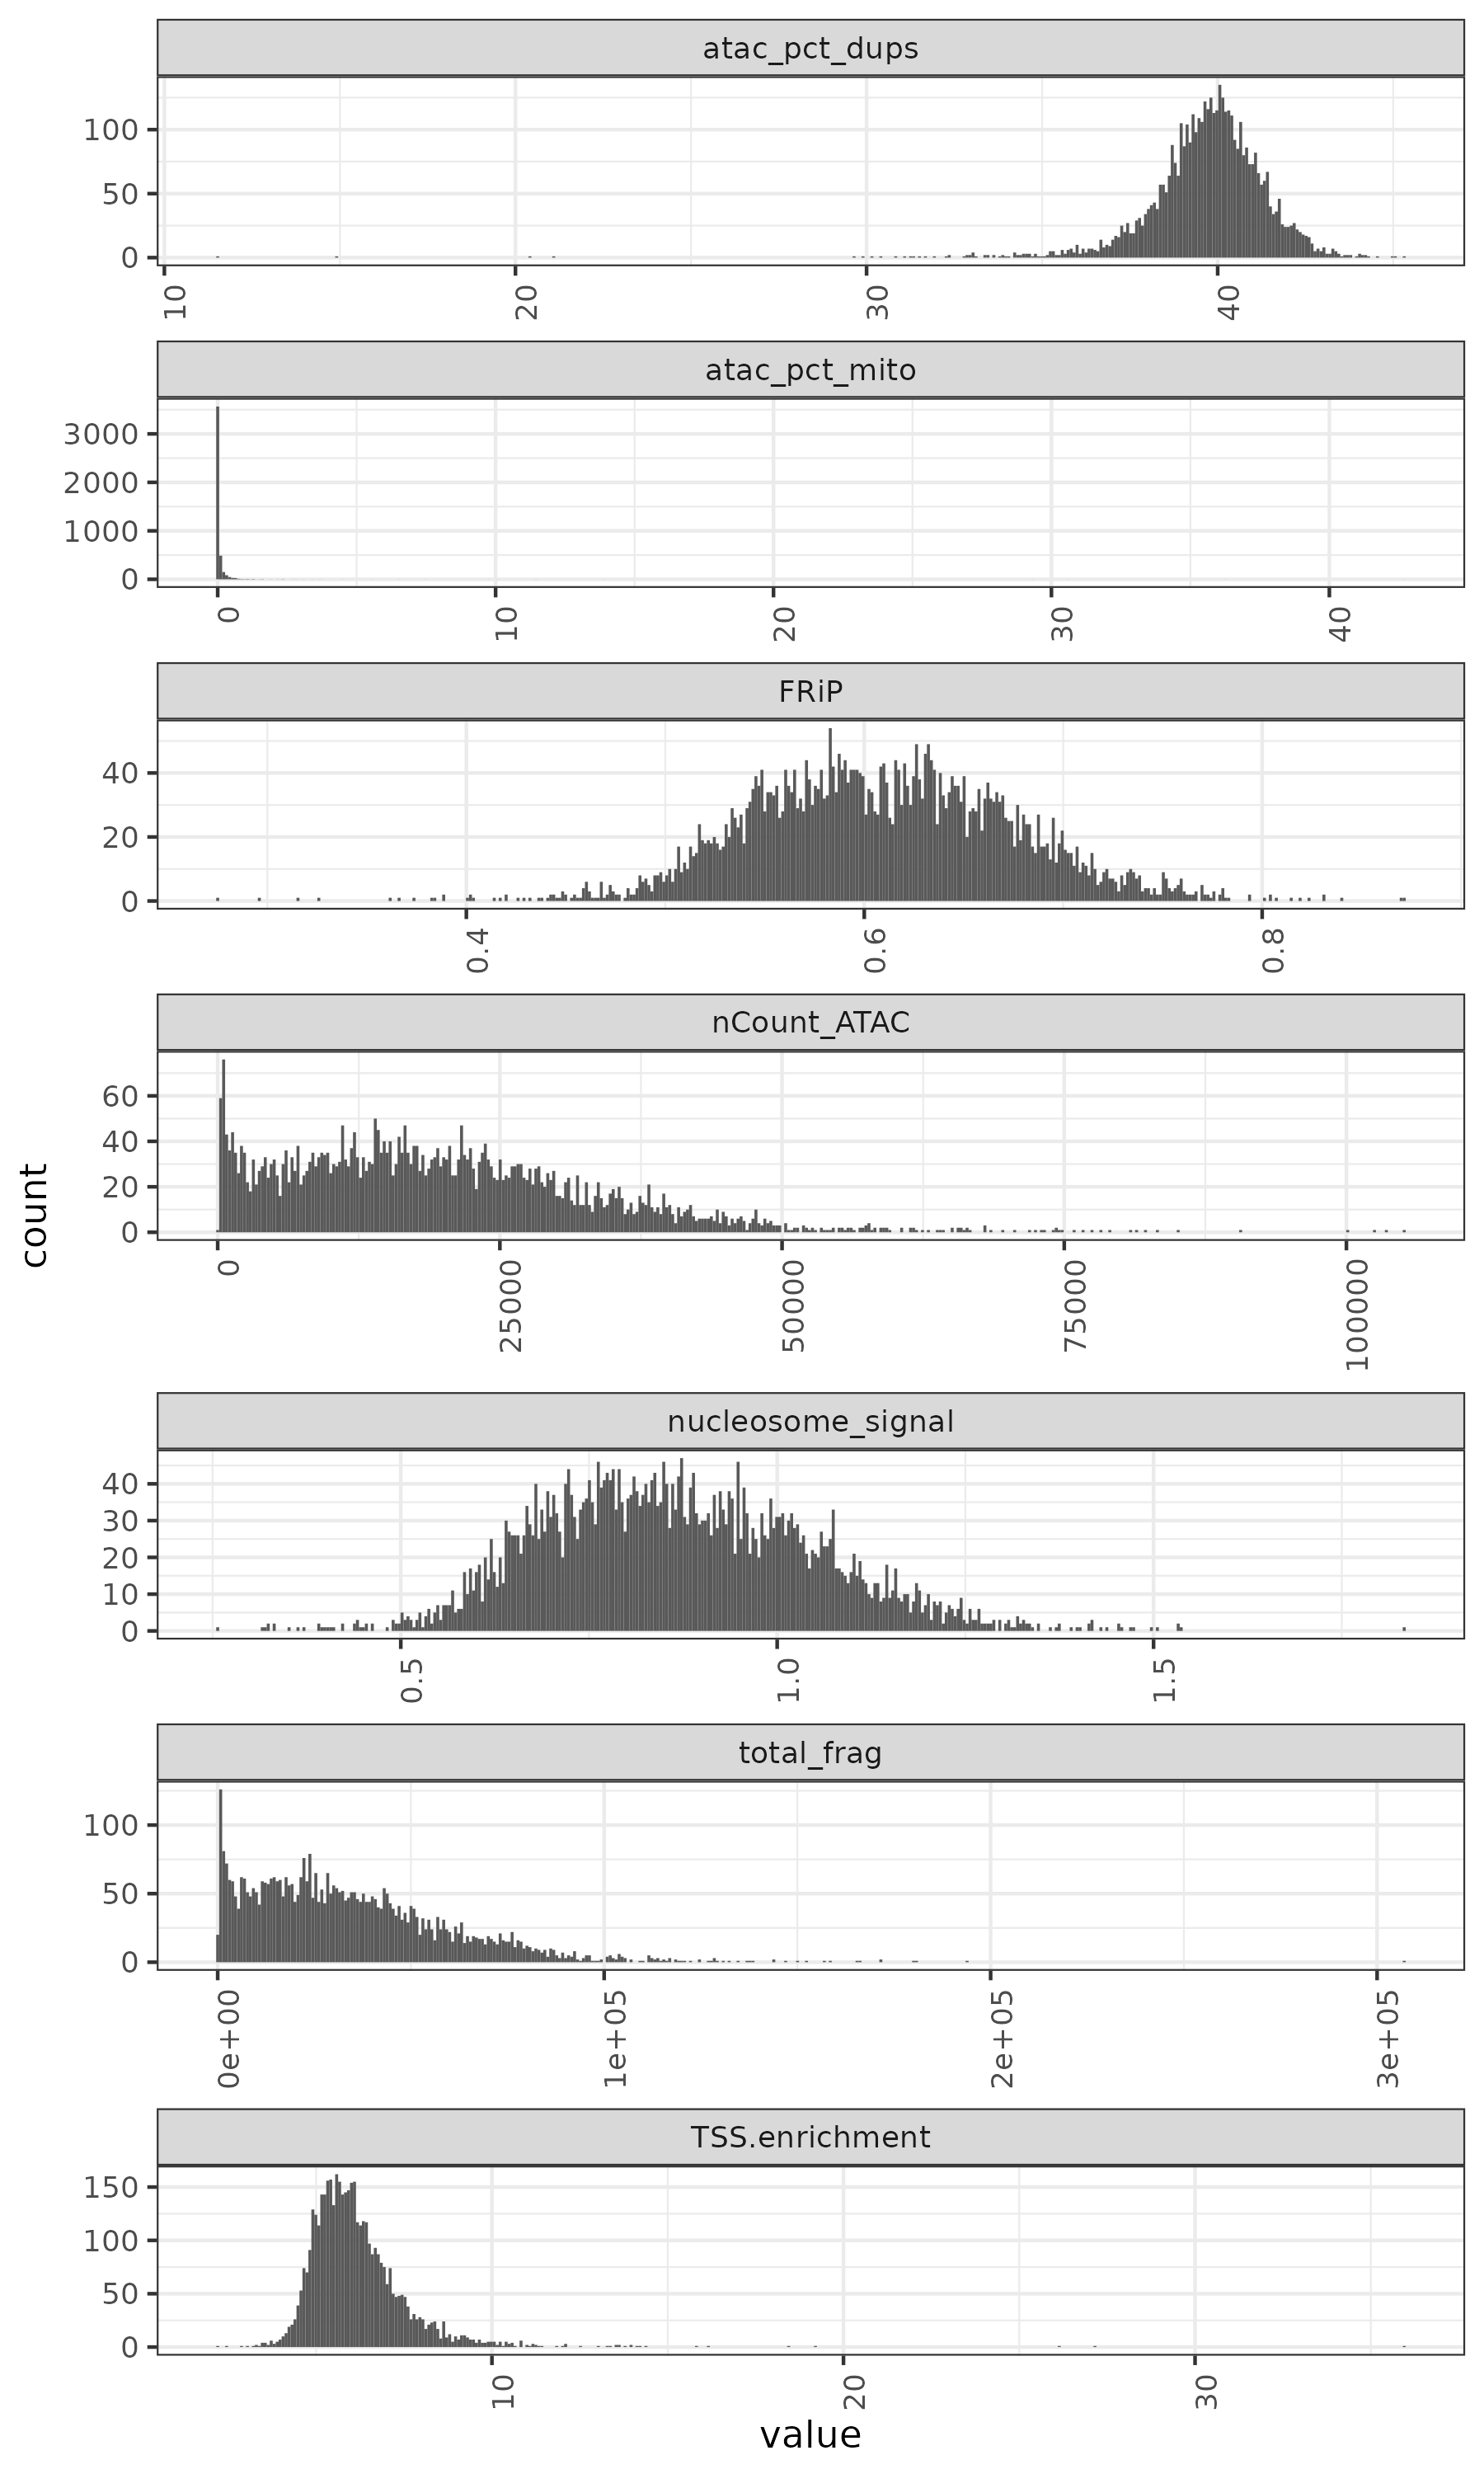 atac_pct_dups
100
50
0
10 20 30 40
atac_pct_mito
3000
2000
1000
0
0 10 20 30 40
FRiP
40
20
0
0.4 0.6 0.8
nCount_ATAC
60
40
20
0
0 25000 50000 75000 100000
count
nucleosome_signal
40
30
20
10
0
0.5 1.0 1.5
total_frag
100
50
0
0e+00 1e+05 2e+05 3e+05
TSS.enrichment
150
100
50
0
10 20 30
value